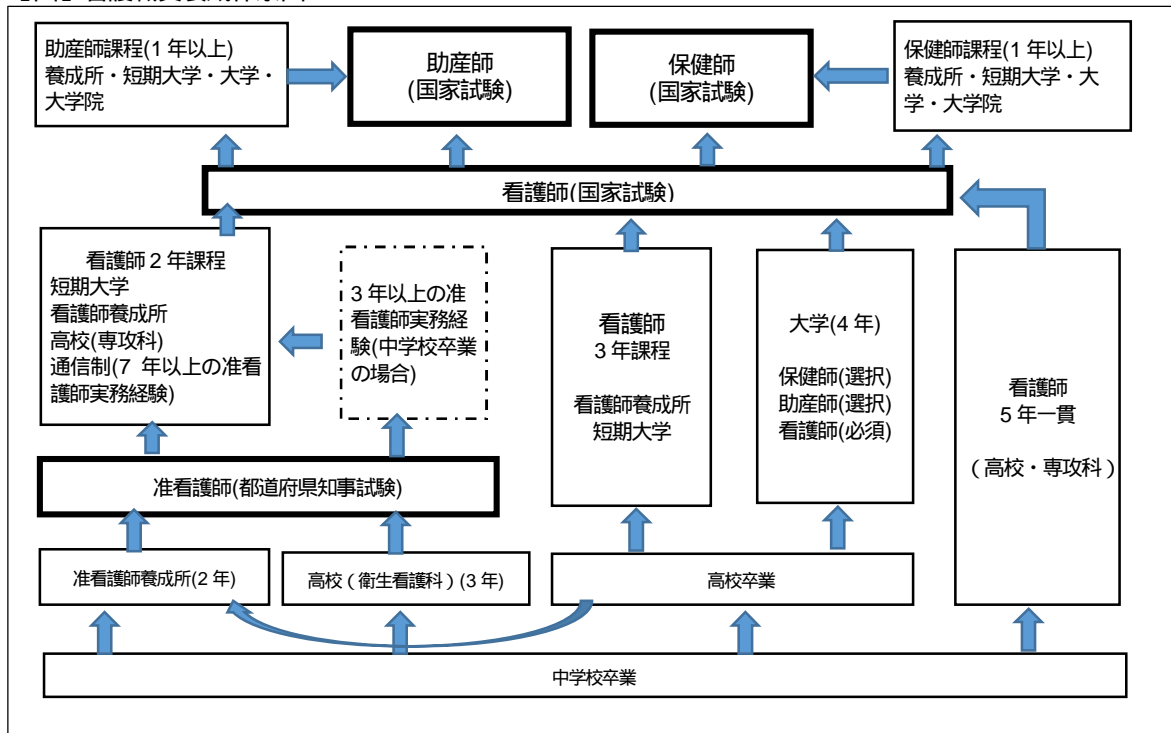 助産師課程(1年以上)
養成所・短期大学・大学・
大学院
助産師
(国家試験)
保健師
(国家試験)
保健師課程(1年以上)
養成所・短期大学・大
学・大学院
看護師(国家試験)
看護師2年課程
短期大学
看護師養成所
高校(専攻科)
通信制(7 年以上の准看
護師実務経験)
3年以上の准
看護師実務経
験(中学校卒業
の場合)
看護師
3年課程
看護師養成所
短期大学
大学(4年)
保健師(選択)
助産師(選択)
看護師(必須)
看護師
5年一貫
(高校・専攻科)
准看護師(都道府県知事試験)
准看護師養成所(2年)
高校(衛生看護科)(3年)
高校卒業
中学校卒業